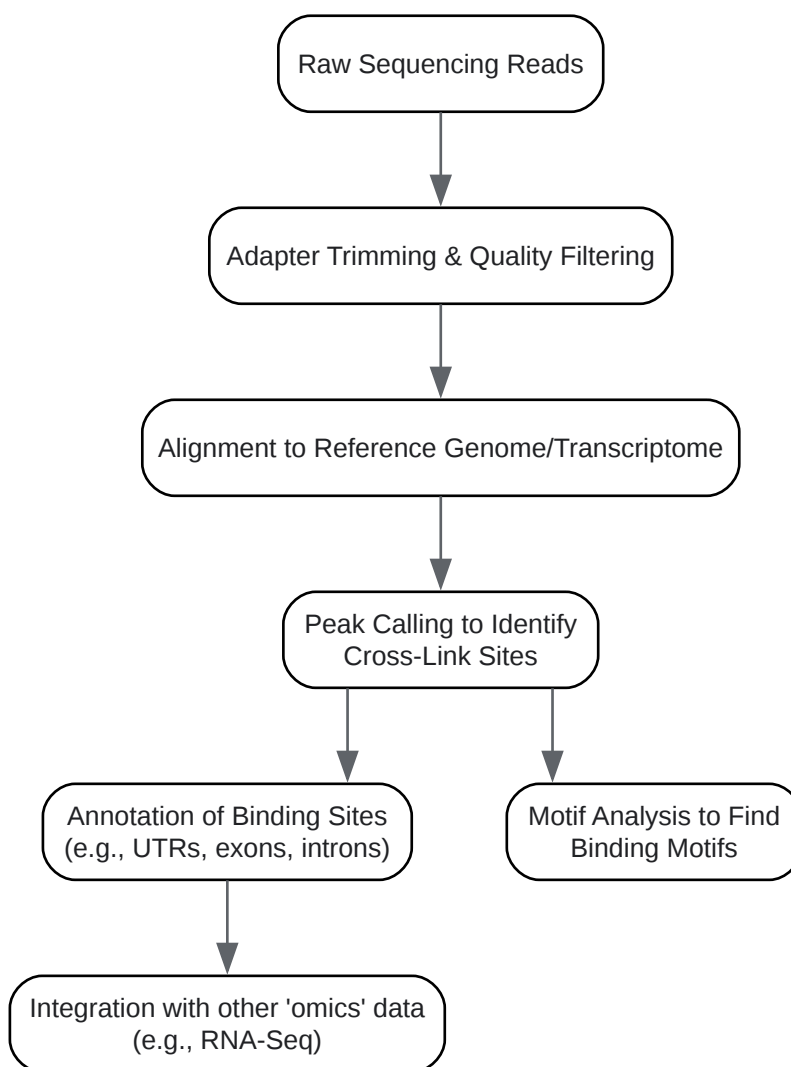 Raw Sequencing Reads
Adapter Trimming & Quality Filtering
Alignment to Reference Genome/Transcriptome
Peak Calling to Identify
Cross-Link Sites
Annotation of Binding Sites
(e.g., UTRs, exons, introns)
Motif Analysis to Find
Binding Motifs
Integration with other 'omics' data
(e.g., RNA-Seq)